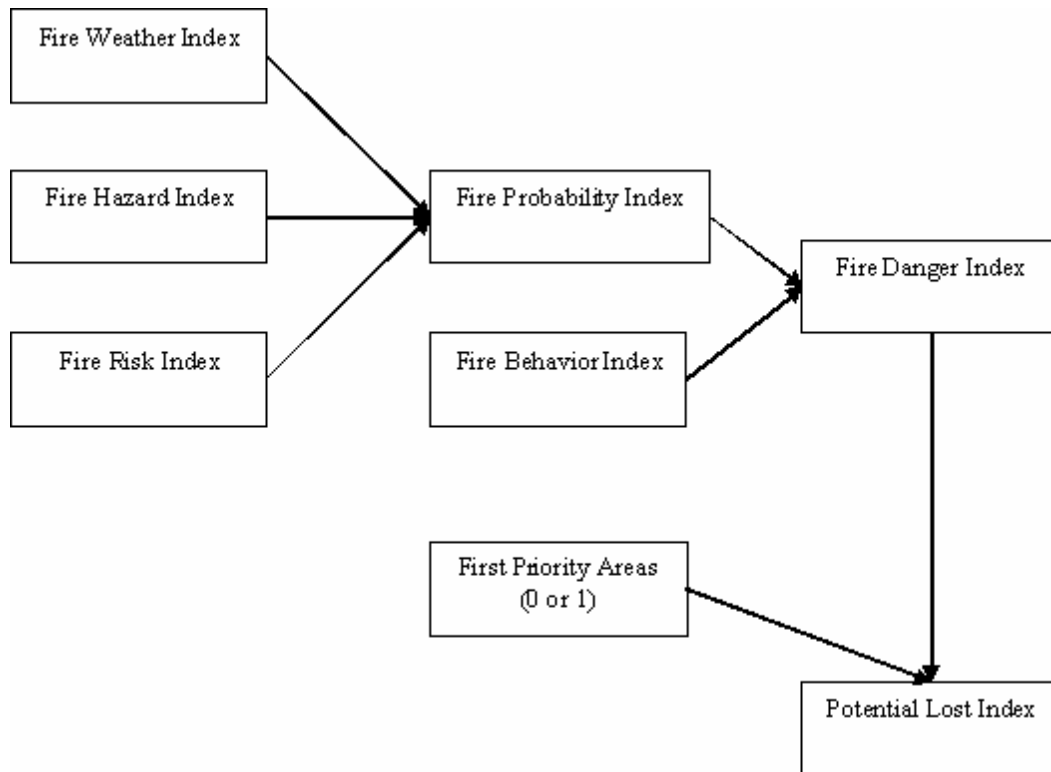 Fire Weather Index
Fire Hazard Index
Fire Probability Index
Fire Danger Index
Fire Risk Index
Fire Behavior Index
First Priority Areas
(0 or 1)
Potential Lost Index